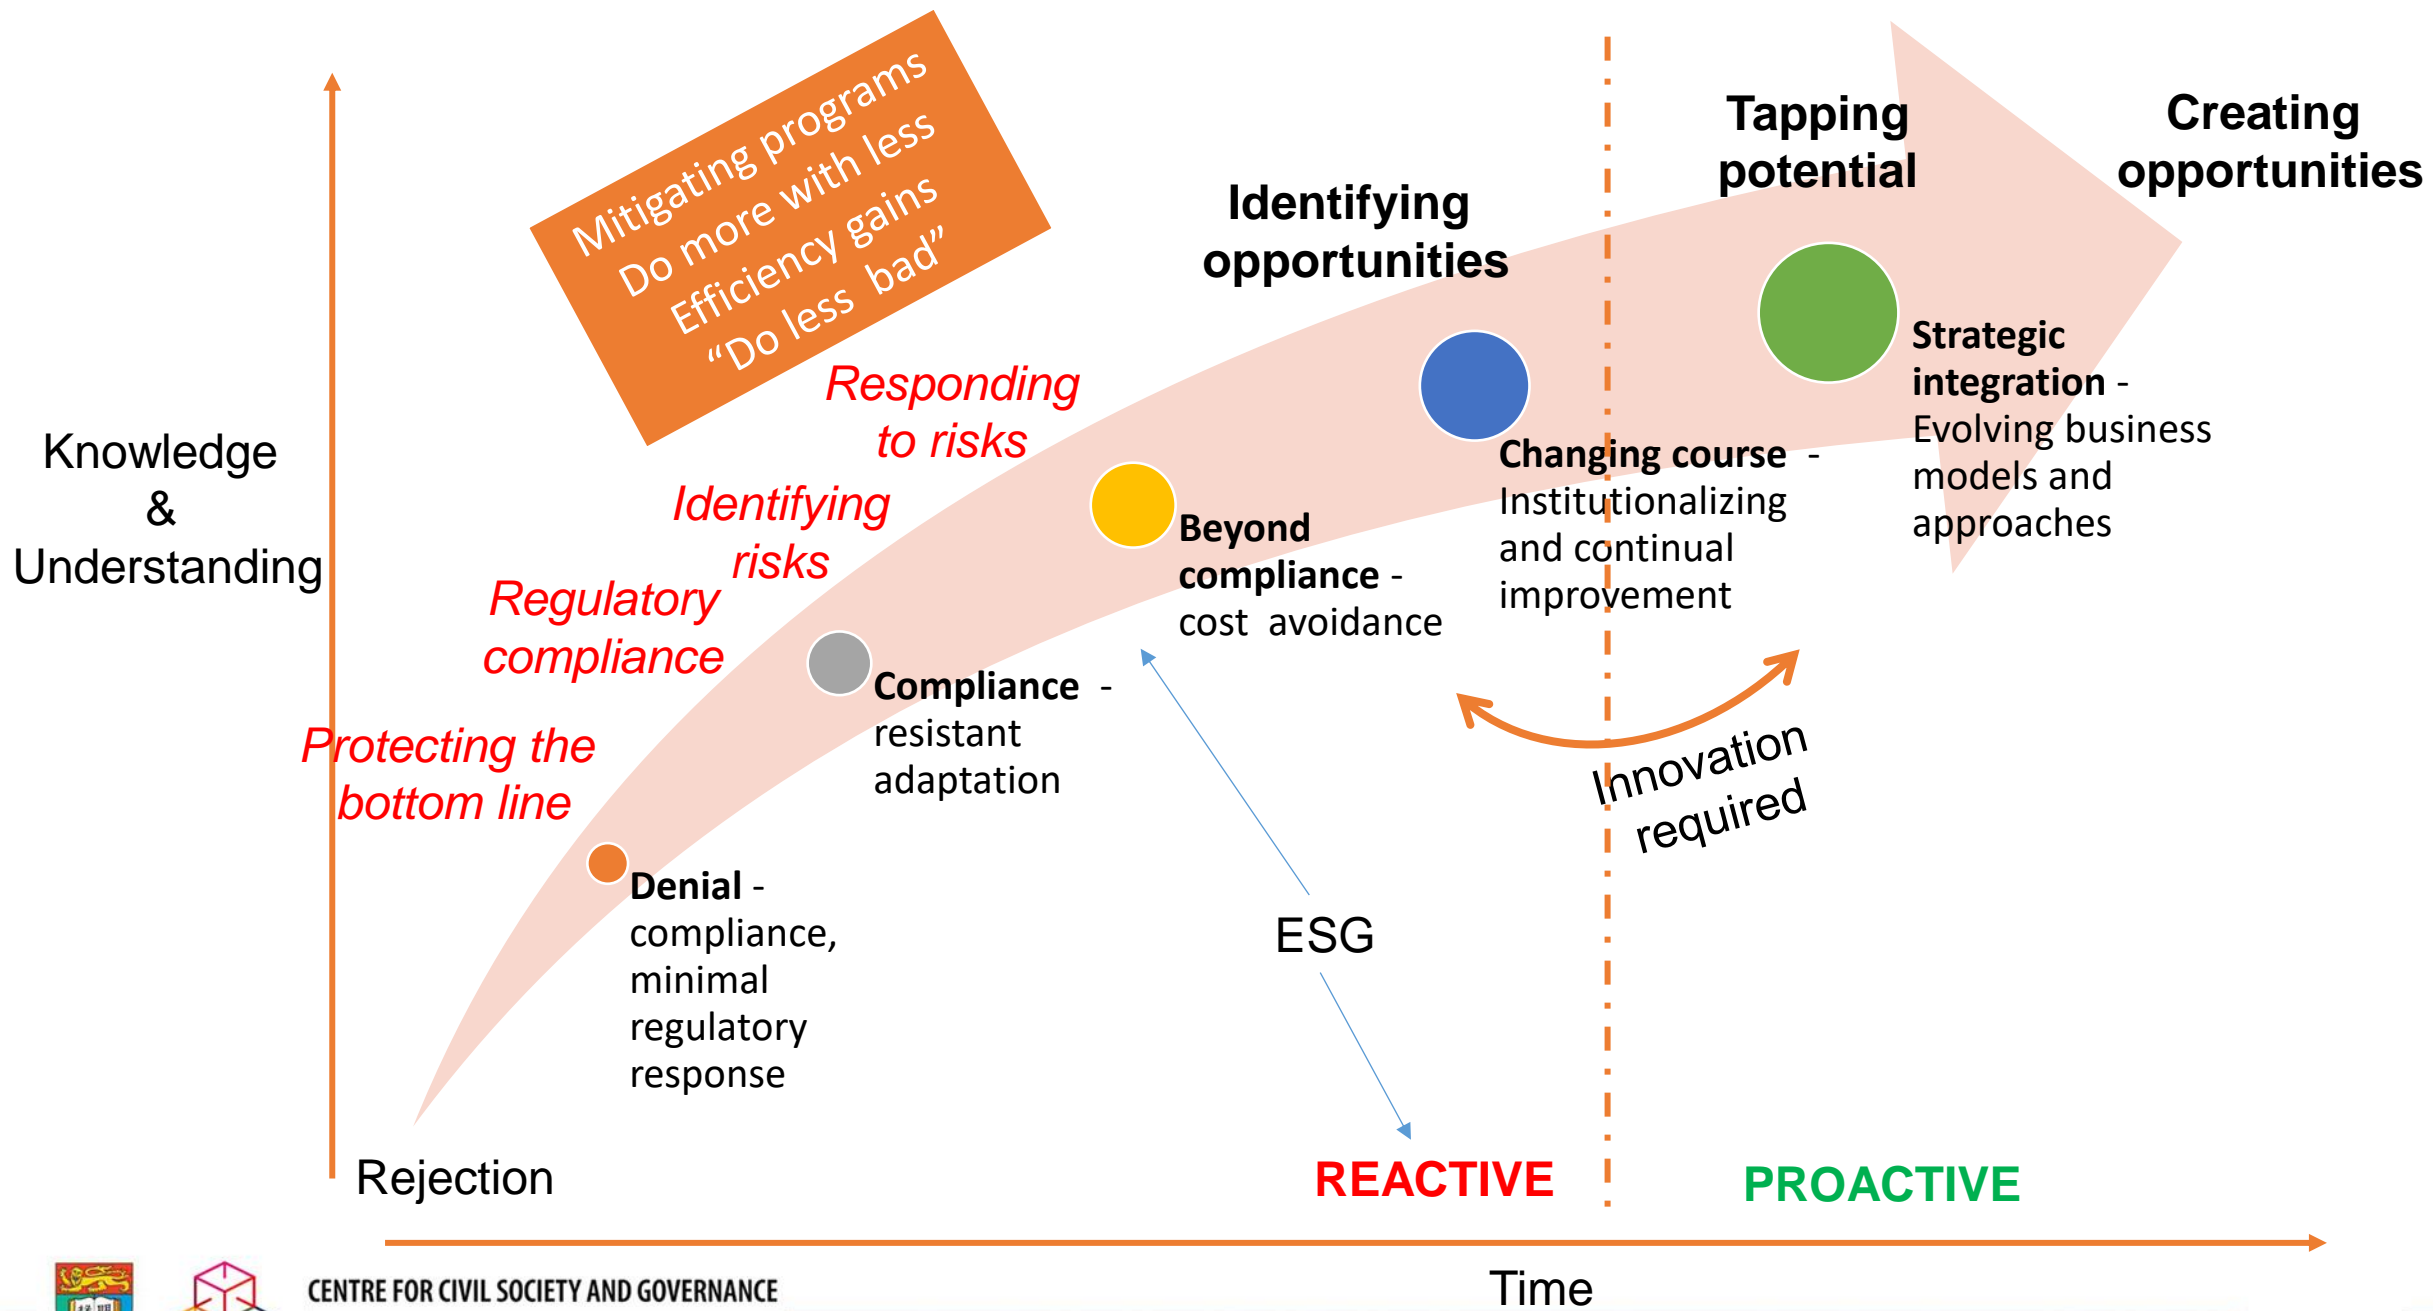 Mitigating programs
Do more with less
Efficiency gains
“Do less  bad”
Tapping
potential
Creating
opportunities
Identifying
opportunities
Responding
to risks
Identifying
risks
Regulatory
compliance
Protecting the
bottom line
Knowledge
&
Understanding
Strategic
integration -
Evolving business
models and
approaches
Changing course  -
Institutionalizing
and continual
improvement
Beyond
compliance -
cost  avoidance
Compliance  -
resistant
adaptation
Denial -
compliance,
minimal
regulatory
response
Innovation
required
ESG
Rejection
REACTIVE
PROACTIVE
Time
CENTRE FOR CIVIL SOCIETY AND GOVERNANCE